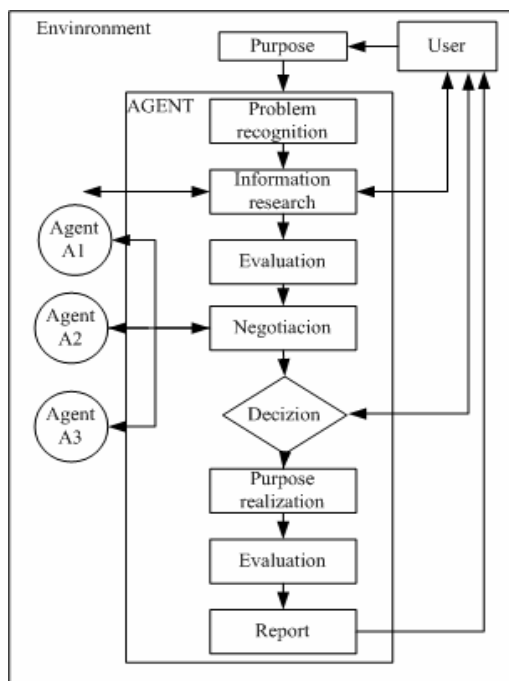 Envinronment
Purpose
User
AGENT
Problem
recognition
Information
research
Agent
A1
Evaluation
Agent
A2
Negotiacion
Agent
A3
Decizion
Purpose
realization
Evaluation
Report